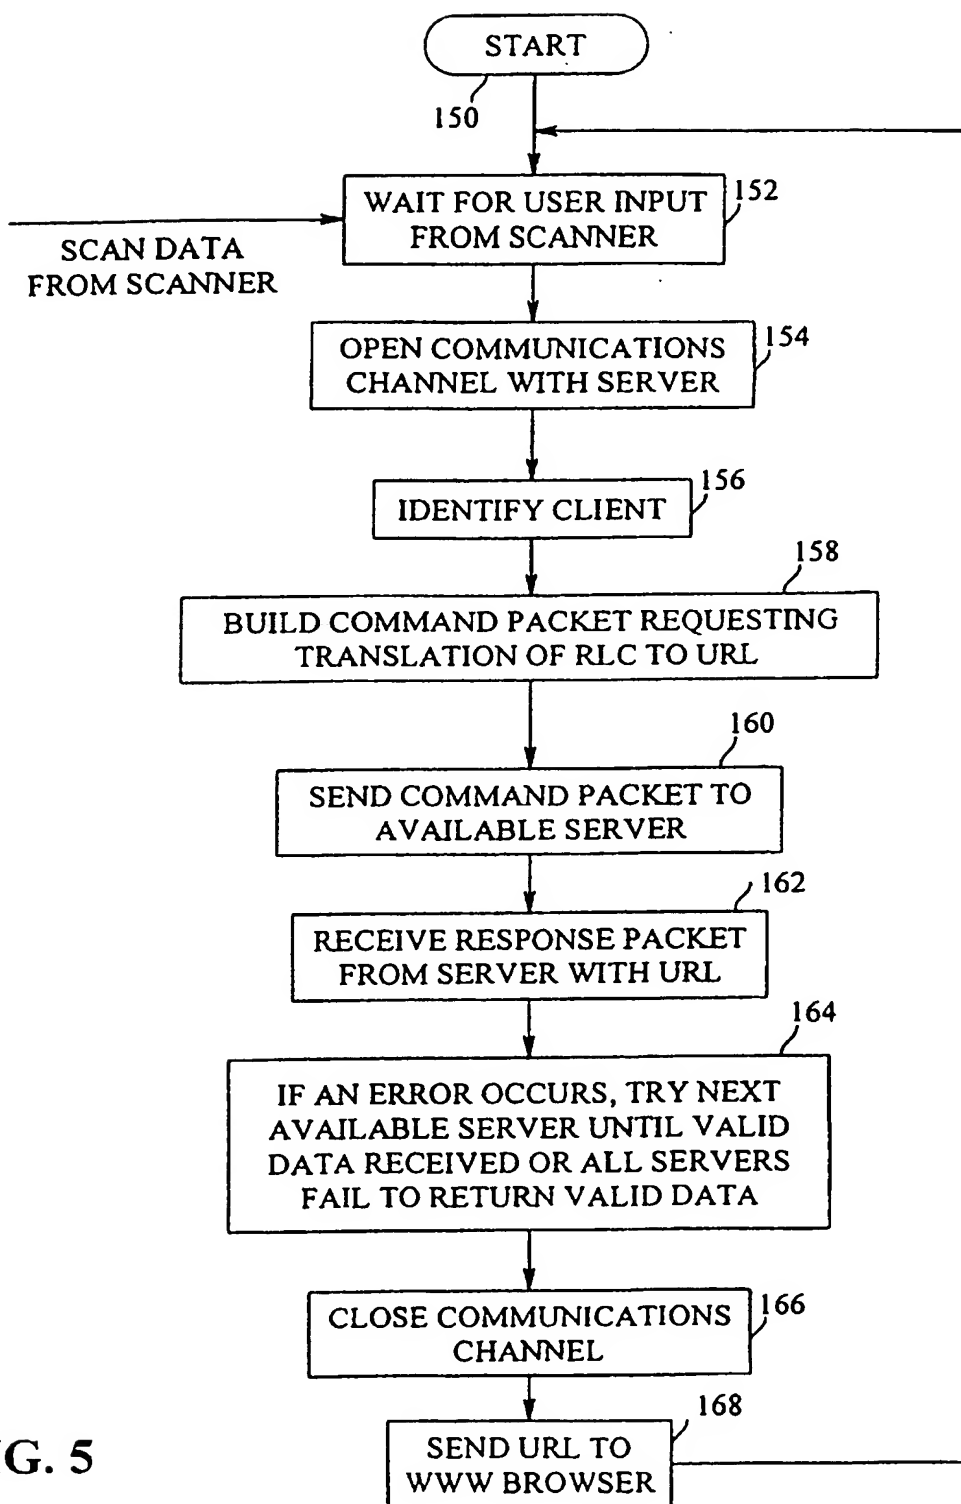 START
150
WAIT FOR USER INPUT
FROM SCANNER
152
SCAN DATA
FROM SCANNER
OPEN COMMUNICATIONS
CHANNEL WITH SERVER
154
IDENTIFY CLIENT
156
158
BUILD COMMAND PACKET REQUESTING
TRANSLATION OF RLC TO URL
160
SEND COMMAND PACKET TO
AVAILABLE SERVER
162
RECEIVE RESPONSE PACKET
FROM SERVER WITH URL
164
IF AN ERROR OCCURS, TRY NEXT
AVAILABLE SERVER UNTIL VALID
DATA RECEIVED OR ALL SERVERS
FAIL TO RETURN VALID DATA
CLOSE COMMUNICATIONS
CHANNEL
166
168
SEND URL TO
WWW BROWSER
G. 5